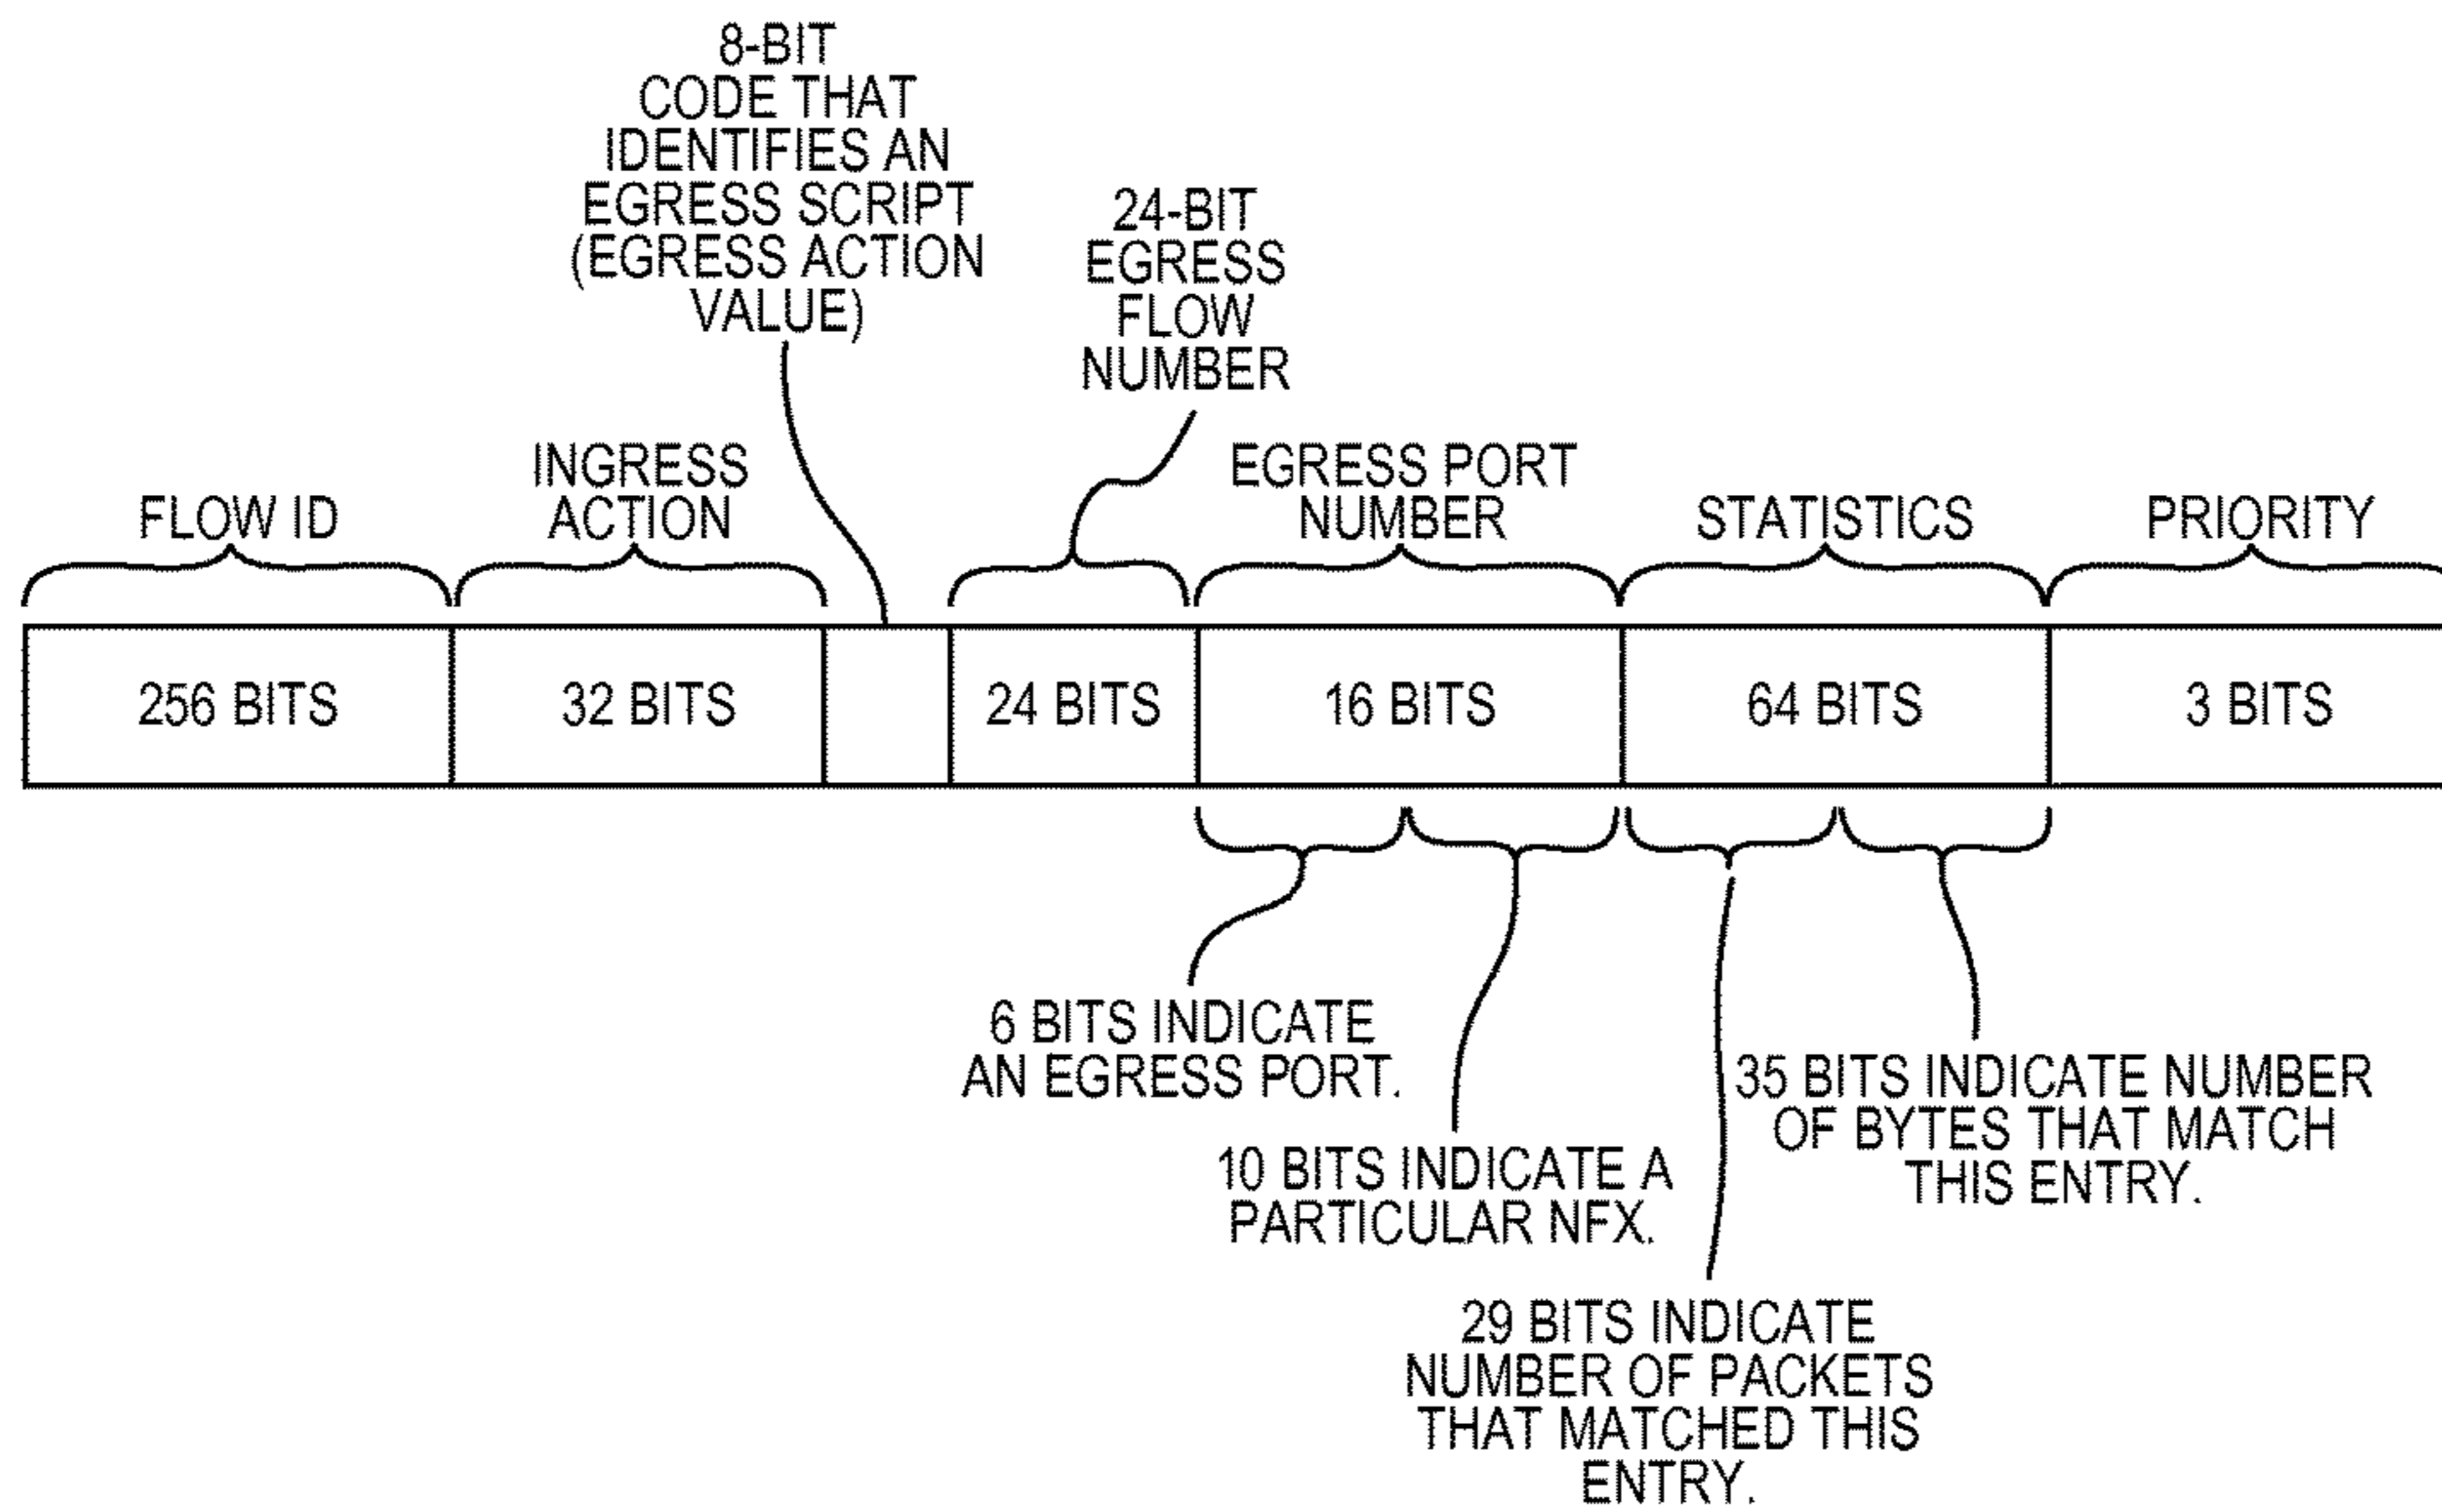 8-BIT
CODE THAT
IDENTIFIES AN
EGRESS SCRIPT
(EGRESS ACTION
VALUE)
24-BIT
EGRESS
FLOW
NUMBER
FLOW ID
INGRESS
ACTION
EGRESS PORT
NUMBER
STATISTICS
PRIORITY
256 BITS
32 BITS
24 BITS
16 BITS
64 BITS
3 BITS
6 BITS INDICATE
AN EGRESS PORT.
10 BITS INDICATE A
PARTICULAR NFX.
29 BITS INDICATE
NUMBER OF PACKETS
THAT MATCHED THIS
ENTRY.
35 BITS INDICATE NUMBER
OF BYTES THAT MATCH
THIS ENTRY.